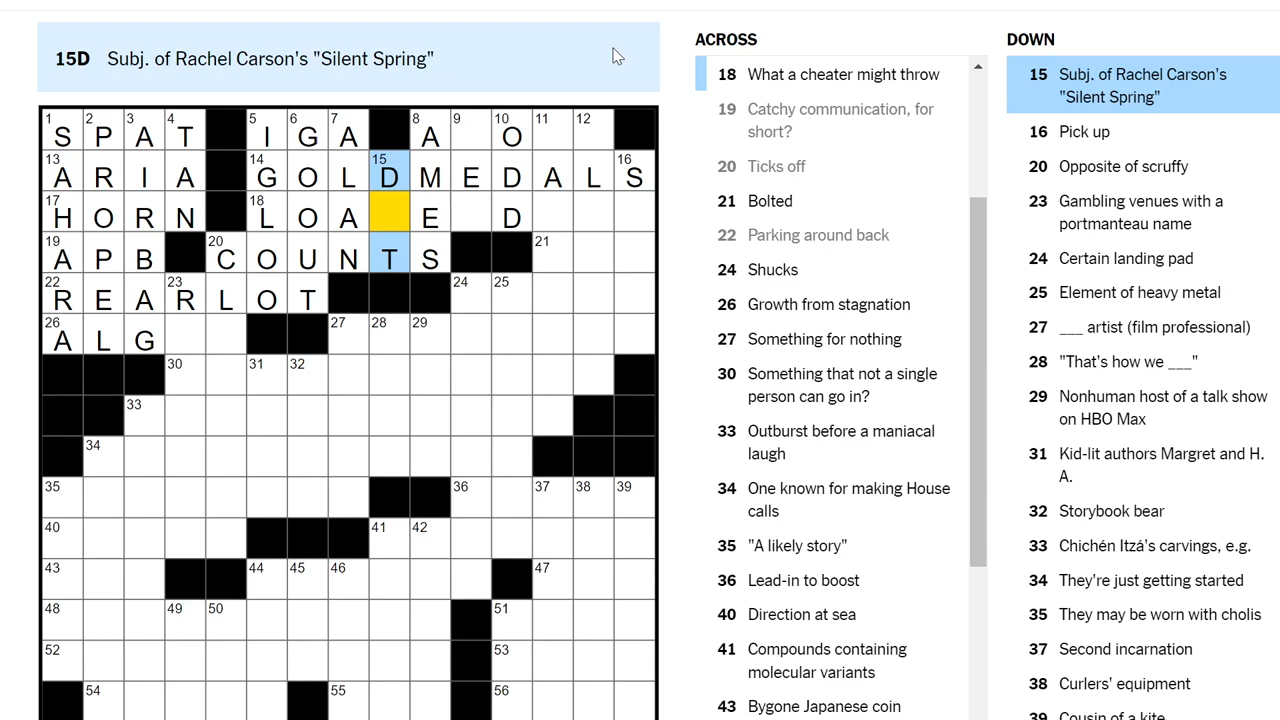 15D Subj. of Rachel Carson's "Silent Spring"
1 2 3 4 5 6 7 8 9 10 11 12
S P A T I G A A O
13 14 15 16
A R I A G O L D M E D A L S
17 18
H O R N L O A E D
19 20 21
A P B C O U N T S
22 23 24 25
R E A R L O T
26 27 28 29
A L G
30 31 32
33
34
35 36 37 38 39
40 41 42
43 44 45 46 47
48 49 50 51
52 53
54 55 56
ACROSS
18 What a cheater might throw
19 Catchy communication, for
short?
20 Ticks off
21 Bolted
22 Parking around back
24 Shucks
26 Growth from stagnation
27 Something for nothing
30 Something that not a single
person can go in?
33 Outburst before a maniacal
laugh
34 One known for making House
calls
35 "A likely story"
36 Lead-in to boost
40 Direction at sea
41 Compounds containing
molecular variants
43 Bygone Japanese coin
DOWN
15 Subj. of Rachel Carson's
"Silent Spring"
16 Pick up
20 Opposite of scruffy
23 Gambling venues with a
portmanteau name
24 Certain landing pad
25 Element of heavy metal
27 ___ artist (film professional)
28 "That's how we ___"
29 Nonhuman host of a talk show
on HBO Max
31 Kid-lit authors Margret and H.
A.
32 Storybook bear
33 Chichén Itzá's carvings, e.g.
34 They're just getting started
35 They may be worn with cholis
37 Second incarnation
38 Curlers' equipment
39 Cousin of a kite